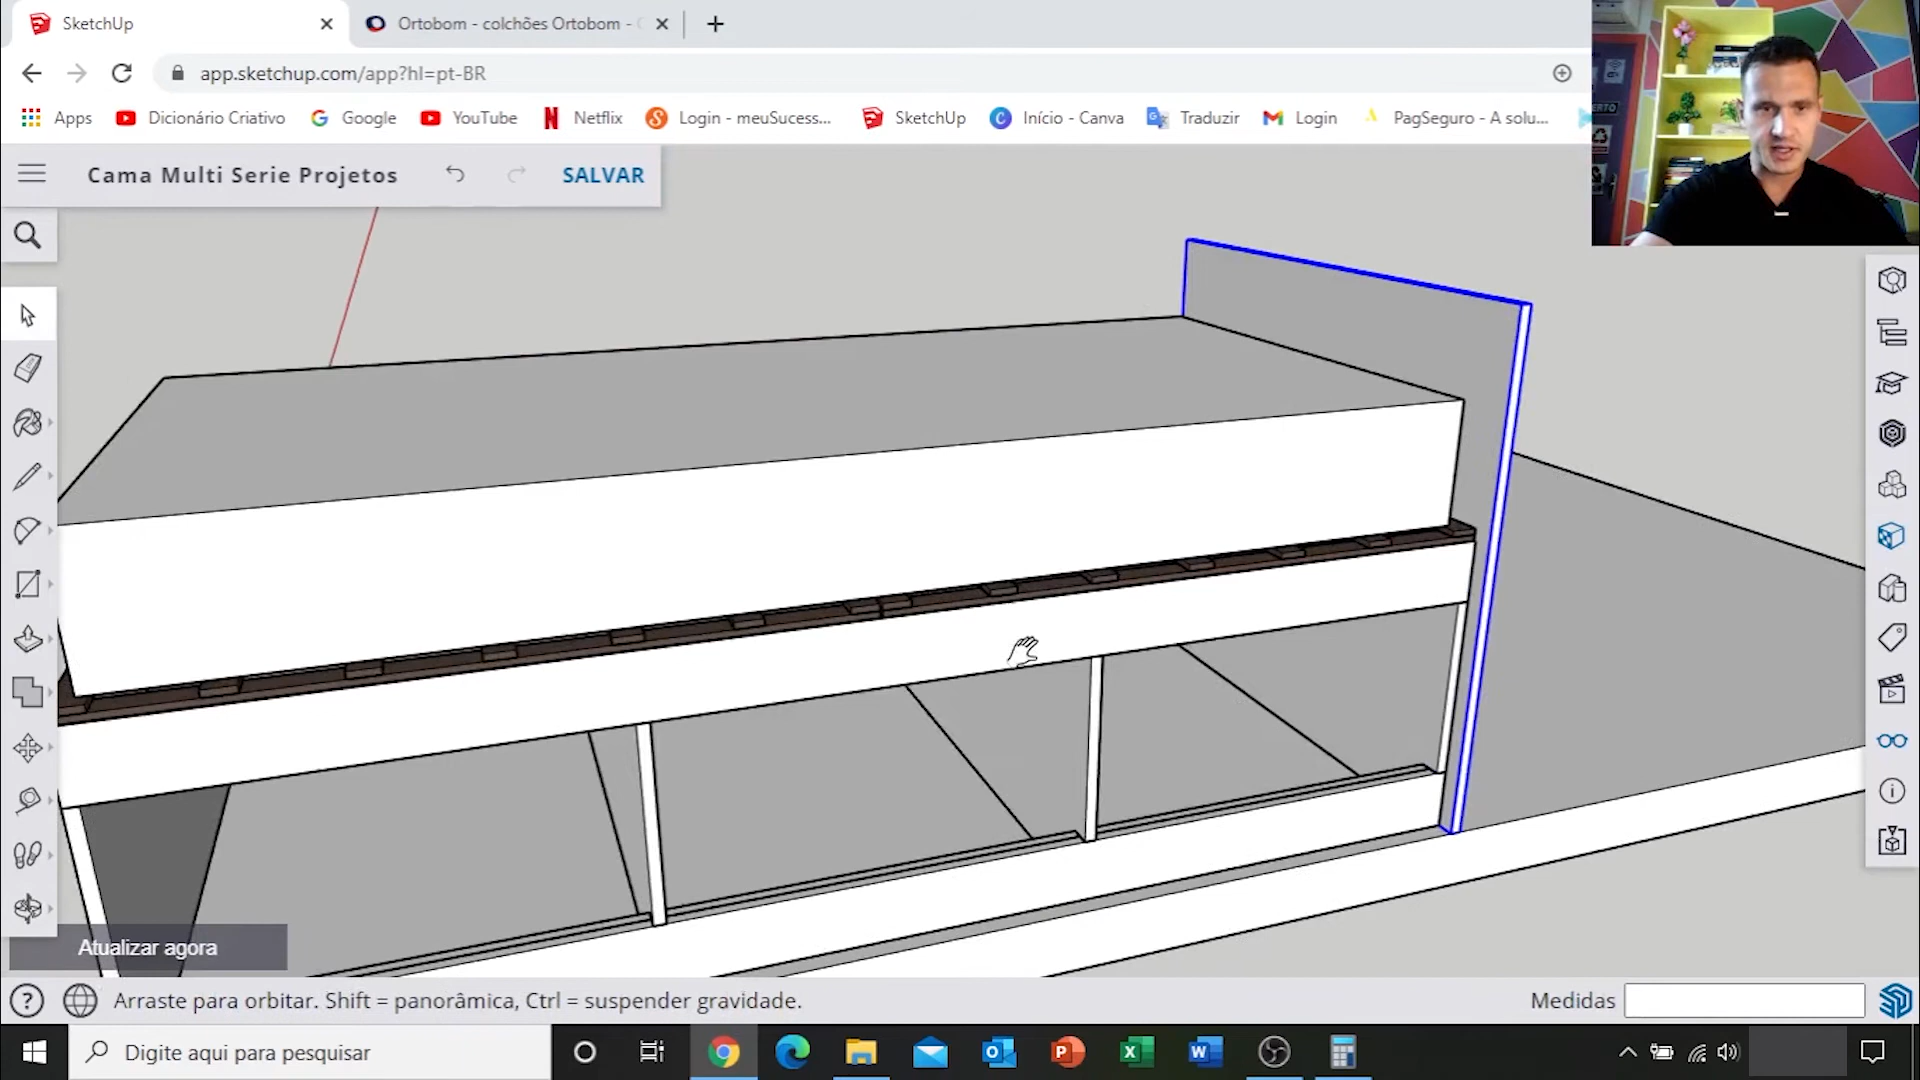 SketchUp
Ortobom - colchões Ortobom -
app.sketchup.com/app?hl=pt-BR
Apps Dicionário Criativo Google YouTube Netflix Login - meuSucess... SketchUp Início - Canva Traduzir Login PagSeguro - A solu...
Cama Multi Serie Projetos SALVAR
Atualizar agora
Arraste para orbitar. Shift = panorâmica, Ctrl = suspender gravidade. Medidas
Digite aqui para pesquisar